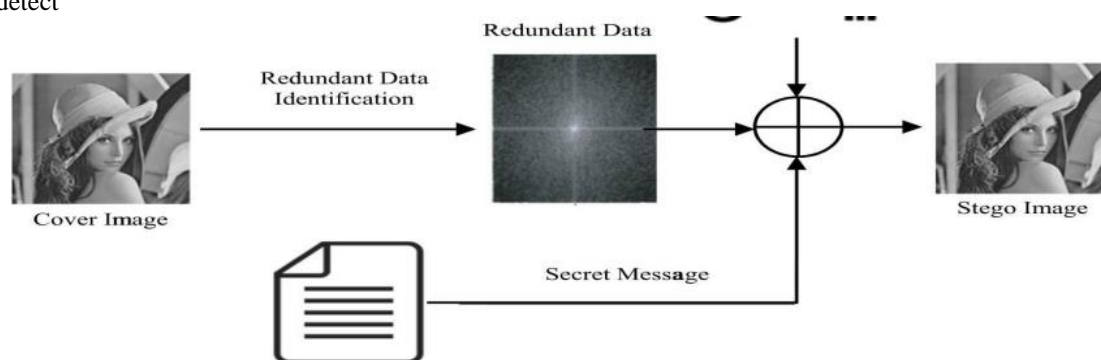 detect
Redundant Data
Redundant Data
Identification
Cover Image
Stego Image
Secret Message